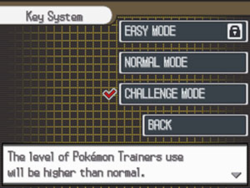 Key System
EASY MODE
NORMAL MODE
CHALLENGE MODE
BACK
The level of Pokémon Trainers use
will be higher than normal.